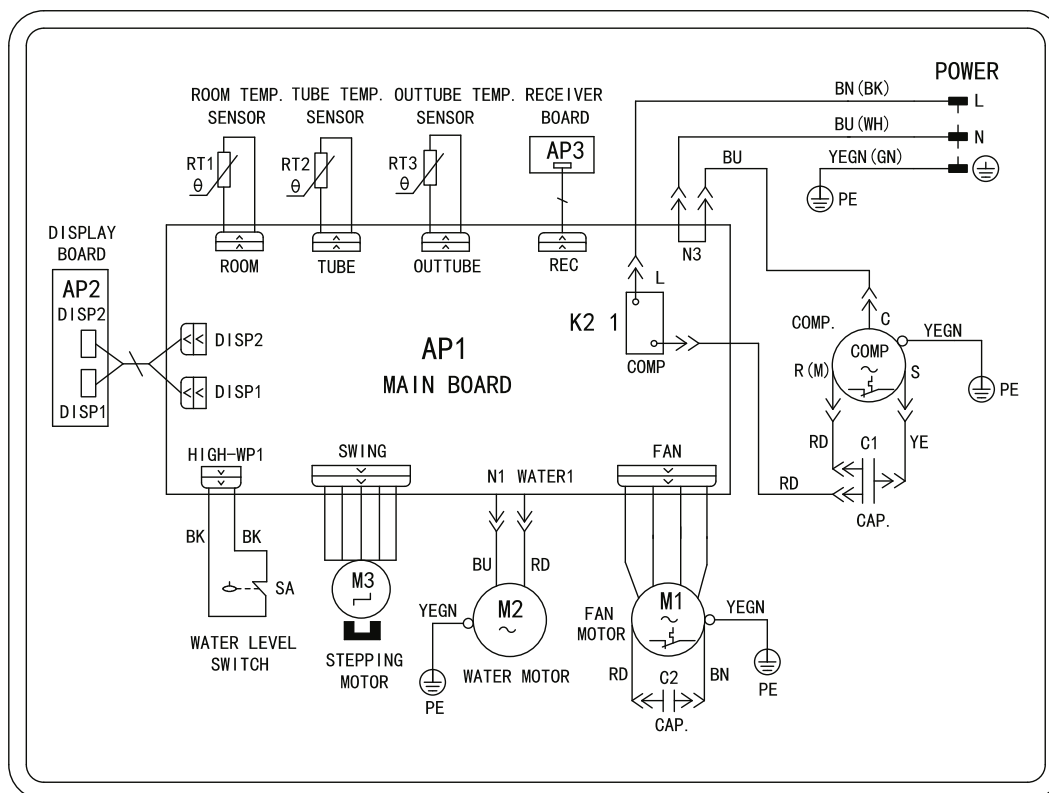 POWER
BN(BK)
L
BU(WH)
N
YEGN(GN)
PE
BU
ROOM TEMP.
SENSOR
TUBE TEMP.
SENSOR
OUTTUBE TEMP.
SENSOR
RECEIVER
BOARD
RT1
θ
RT2
θ
RT3
θ
AP3
ROOM
TUBE
OUTTUBE
REC
N3
DISPLAY
BOARD
AP2
DISP2
DISP1
DISP2
DISP1
AP1
MAIN BOARD
L
K2 1
COMP
COMP.
C
COMP
YEGN
R(M)
S
PE
RD
C1
YE
RD
CAP.
HIGH-WP1
SWING
N1 WATER1
FAN
BK
BK
SA
WATER LEVEL
SWITCH
M3
STEPPING
MOTOR
BU
RD
YEGN
M2
PE
WATER MOTOR
FAN
MOTOR
M1
YEGN
PE
RD
C2
BN
CAP.